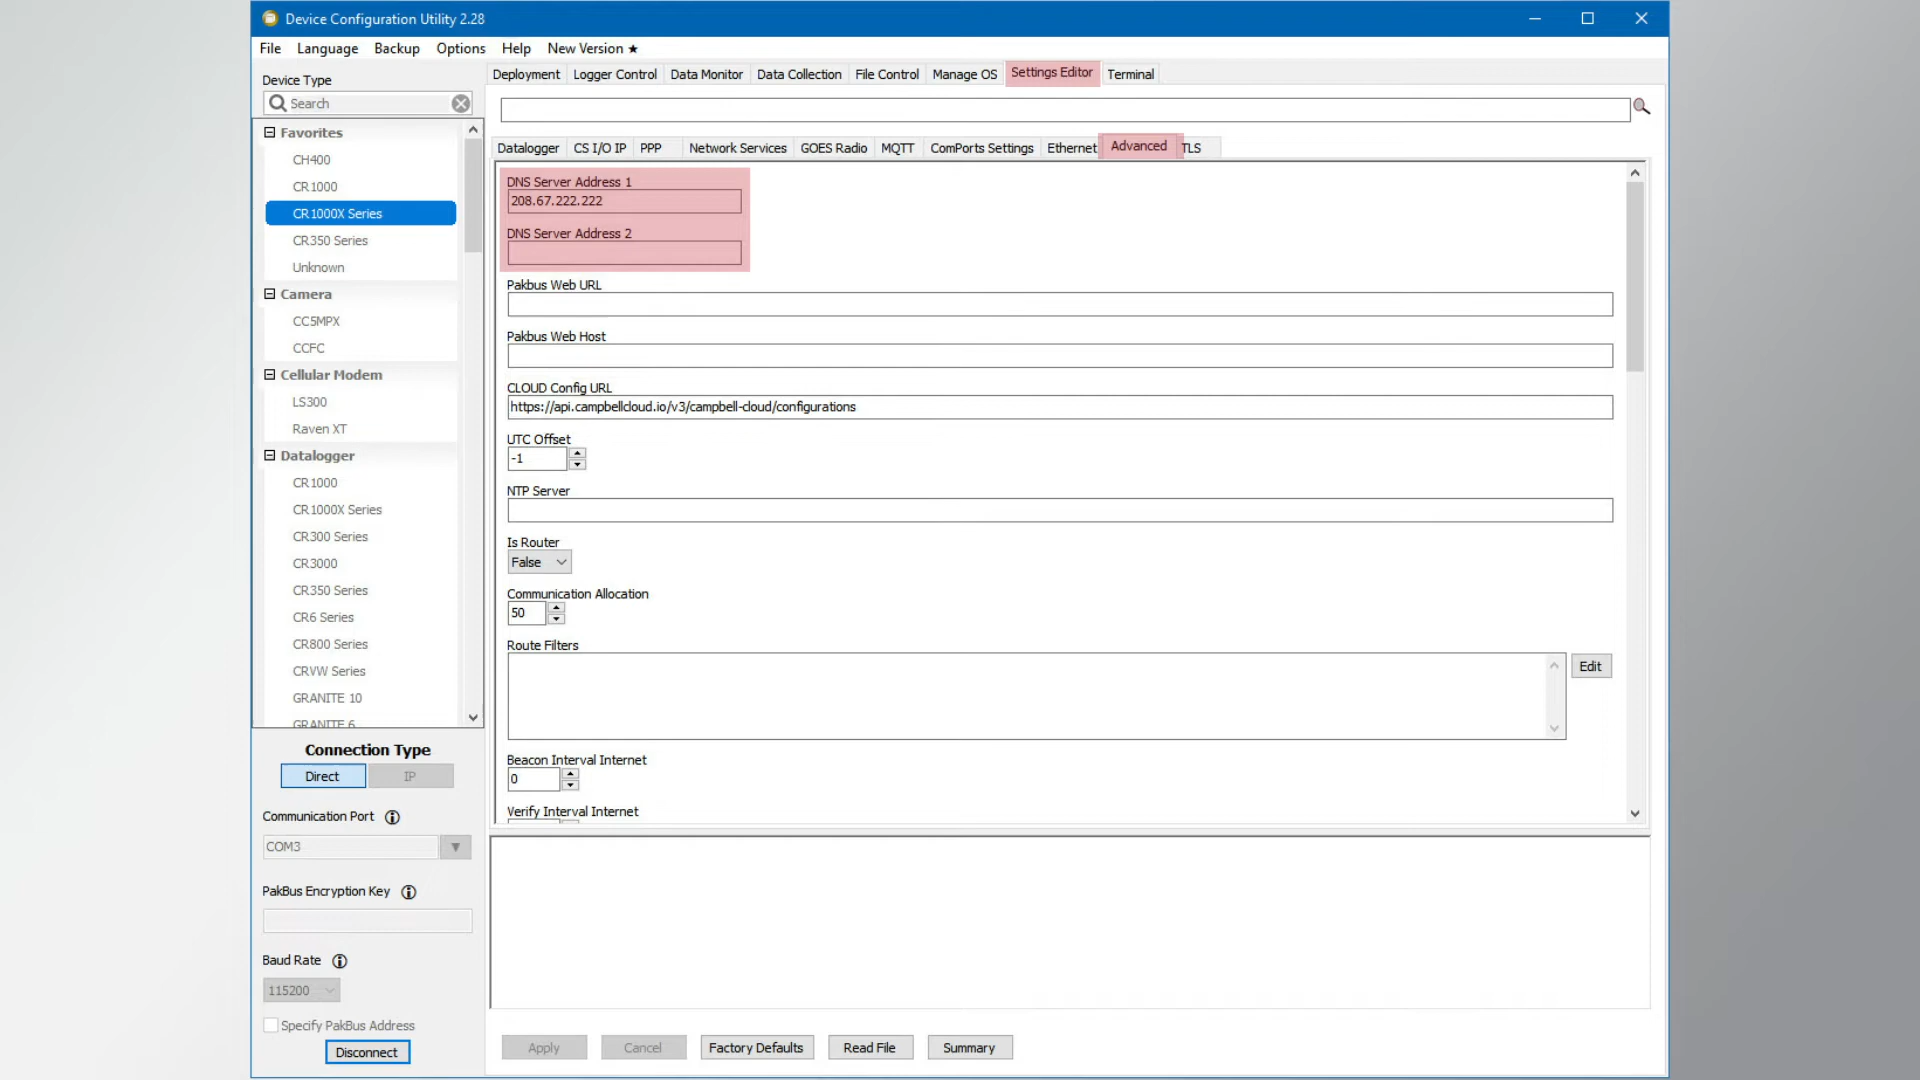 Device Configuration Utility 2.28
File Language Backup Options Help New Version ★
Device Type
Search
Favorites
CH400
CR1000
CR1000X Series
CR350 Series
Unknown
Camera
CC5MPX
CCFC
Cellular Modem
LS300
Raven XT
Datalogger
CR1000
CR1000X Series
CR300 Series
CR3000
CR350 Series
CR6 Series
CR800 Series
CRVW Series
GRANITE 10
GRANITE 6
Connection Type
Direct IP
Communication Port
COM3
PakBus Encryption Key
Baud Rate
115200
Specify PakBus Address
Disconnect
Deployment Logger Control Data Monitor Data Collection File Control Manage OS Settings Editor Terminal
Datalogger CS I/O IP PPP Network Services GOES Radio MQTT ComPorts Settings Ethernet Advanced TLS
DNS Server Address 1
208.67.222.222
DNS Server Address 2
Pakbus Web URL
Pakbus Web Host
CLOUD Config URL
https://api.campbellcloud.io/v3/campbell-cloud/configurations
UTC Offset
-1
NTP Server
Is Router
False
Communication Allocation
50
Route Filters
Edit
Beacon Interval Internet
0
Verify Interval Internet
Apply Cancel Factory Defaults Read File Summary